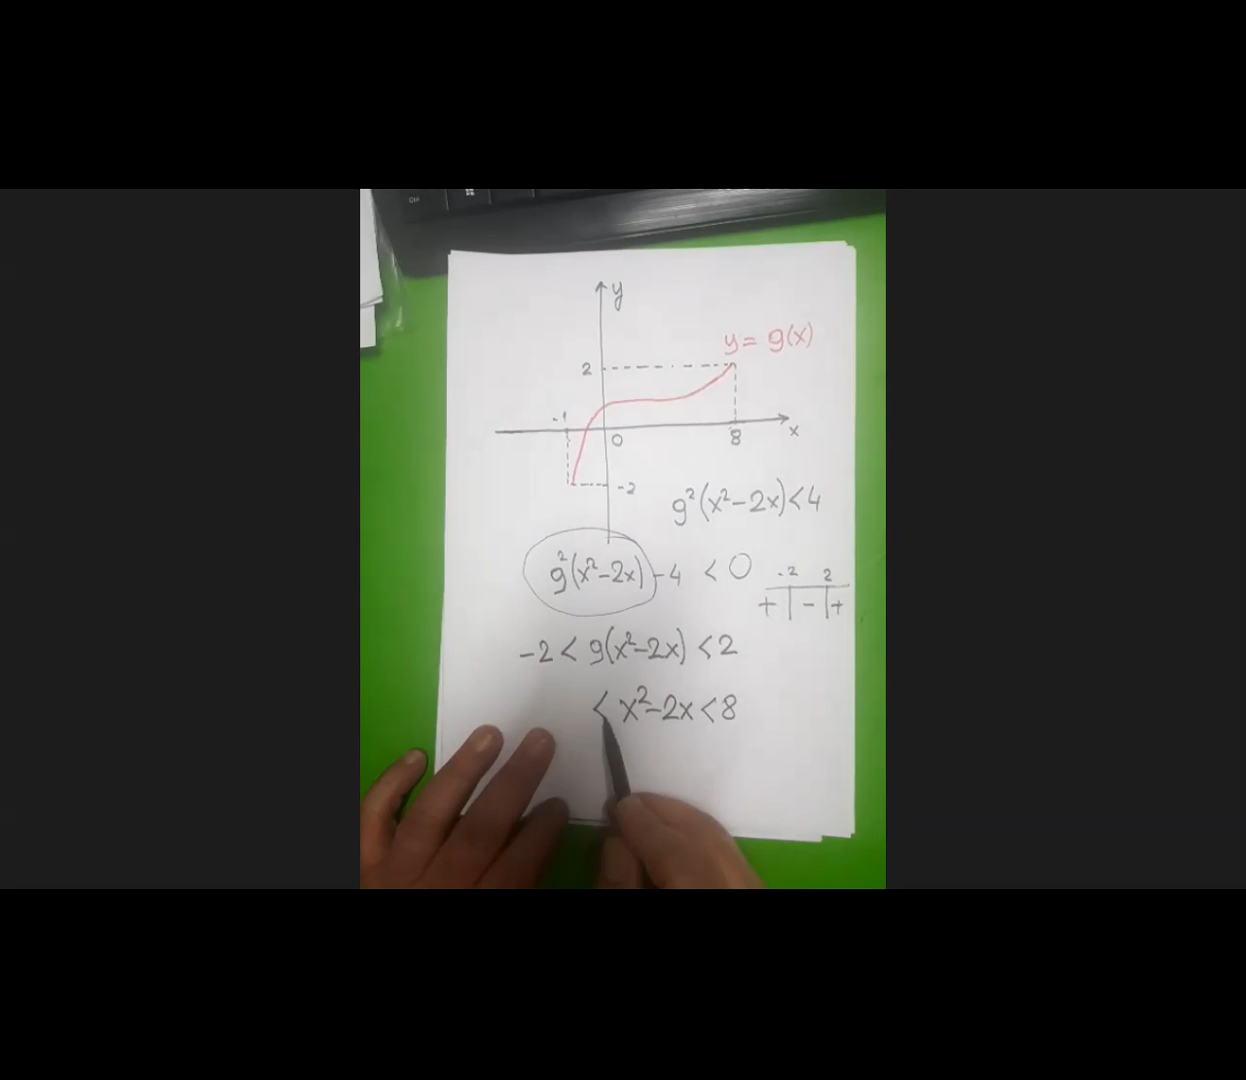 Ctrl
y
y = g(x)
2
-1
0
8
x
-2
g²(x²-2x)<4
g²(x²-2x)-4 < 0
-2 2
+ | - | +
-2 < g(x²-2x) < 2
< x²-2x < 8